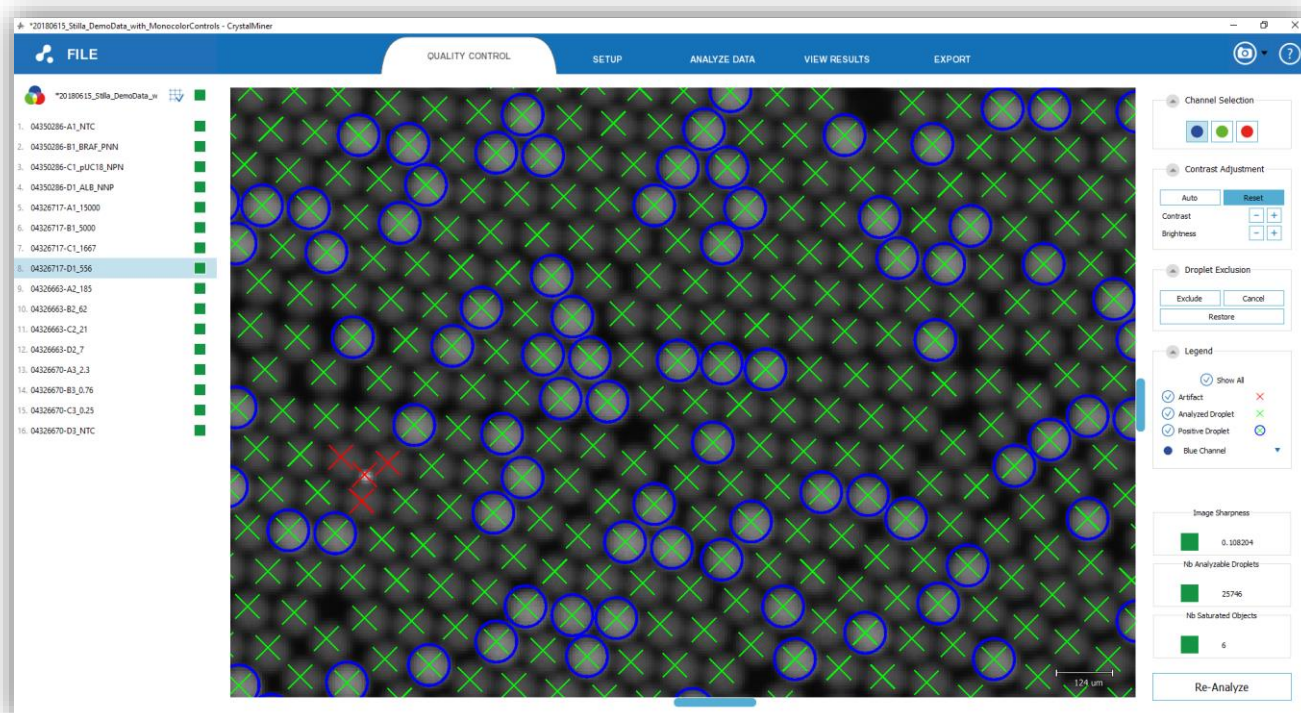 *20180615_Stilla_DemoData_with_MonocolorControls - CrystalMiner
FILE
QUALITY CONTROL
SETUP
ANALYZE DATA
VIEW RESULTS
EXPORT
?
*20180615_Stilla_DemoData_w
1. 04350286-A1_NTC
2. 04350286-B1_BRAF_PNN
3. 04350286-C1_pUC18_NPN
4. 04350286-D1_ALB_NNP
5. 04326717-A1_15000
6. 04326717-B1_5000
7. 04326717-C1_1667
8. 04326717-D1_556
9. 04326663-A2_185
10. 04326663-B2_62
11. 04326663-C2_21
12. 04326663-D2_7
13. 04326670-A3_2.3
14. 04326670-B3_0.76
15. 04326670-C3_0.25
16. 04326670-D3_NTC
124 um
Channel Selection
Contrast Adjustment
Auto Reset
Contrast - +
Brightness - +
Droplet Exclusion
Exclude Cancel
Restore
Legend
Show All
Artifact
Analyzed Droplet
Positive Droplet
Blue Channel
Image Sharpness
0.108204
Nb Analyzable Droplets
25746
Nb Saturated Objects
6
Re-Analyze